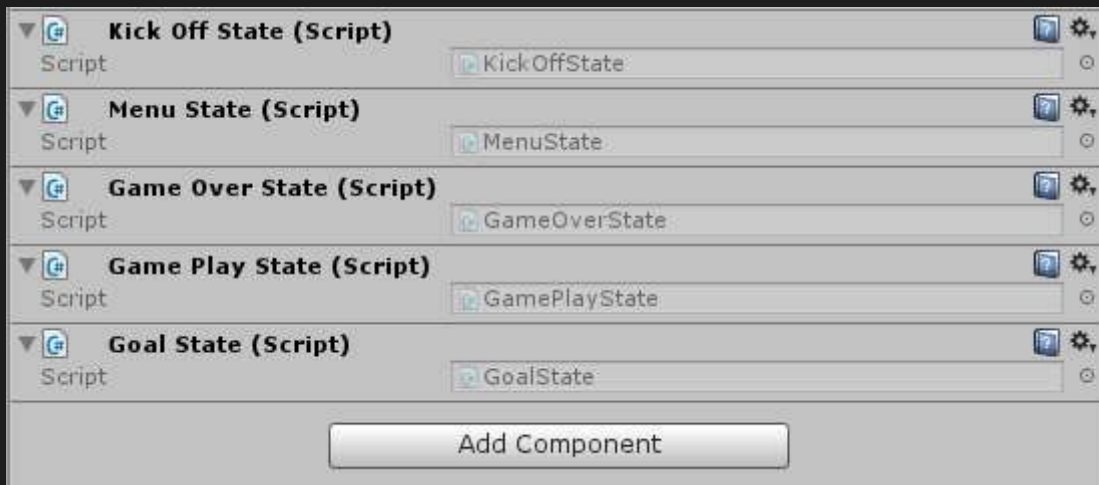 Kick Off State (Script)
Script KickOffState
Menu State (Script)
Script MenuState
Game Over State (Script)
Script GameOverState
Game Play State (Script)
Script GamePlayState
Goal State (Script)
Script GoalState
Add Component